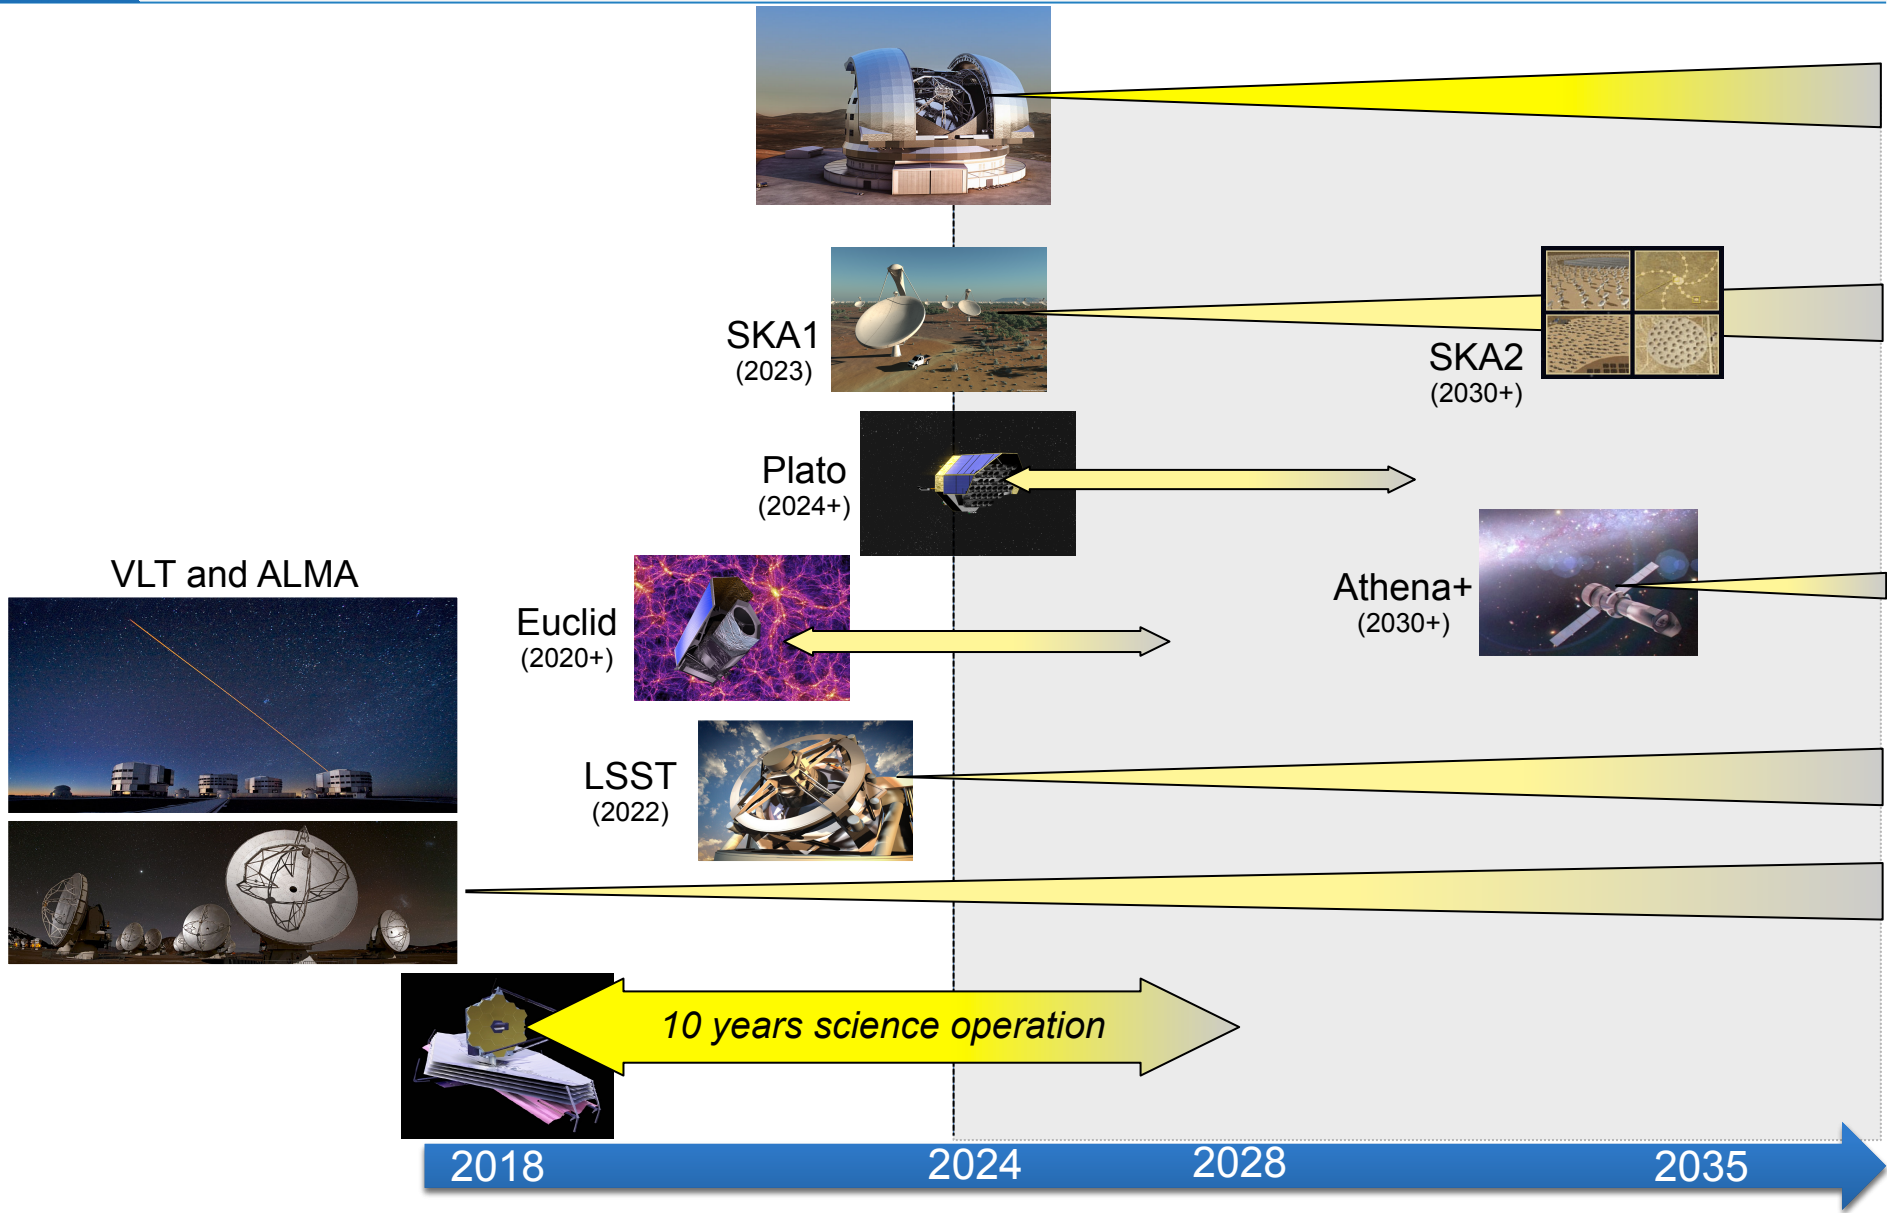 SKA1
(2023)
SKA2
(2030+)
Plato
(2024+)
VLT and ALMA
Euclid
(2020+)
Athena+
(2030+)
LSST
(2022)
10 years science operation
2018
2024
2028
2035